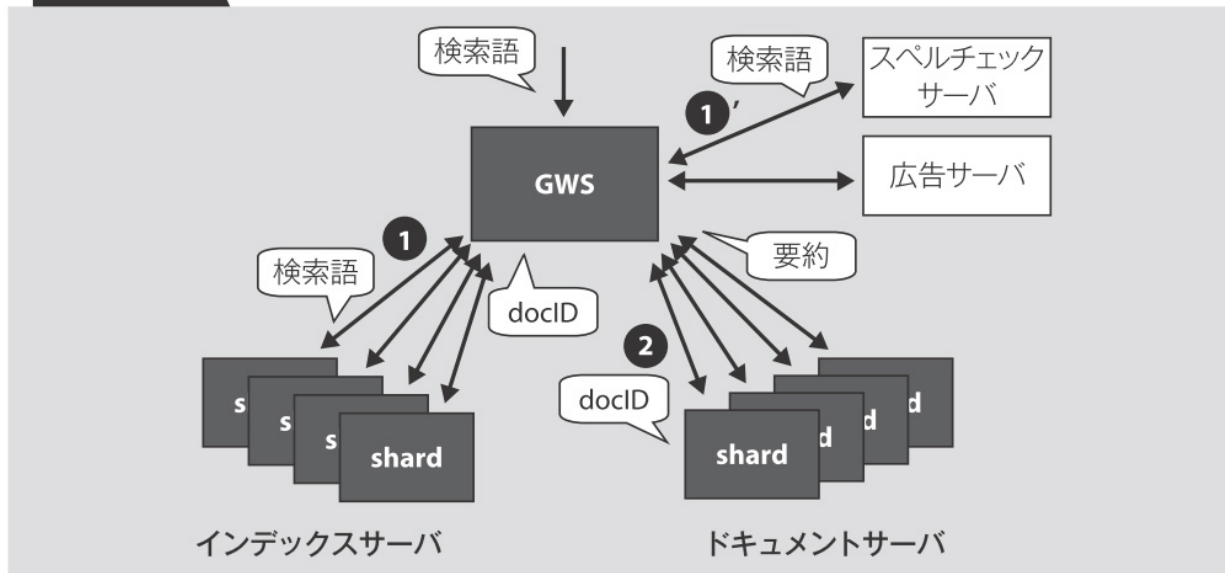 検索語
検索語
スペルチェック
サーバ
1
’
GWS
広告サーバ
1
検索語
要約
docID
2
docID
s
s
s
shard
d
d
d
shard
インデックスサーバ
ドキュメントサーバ